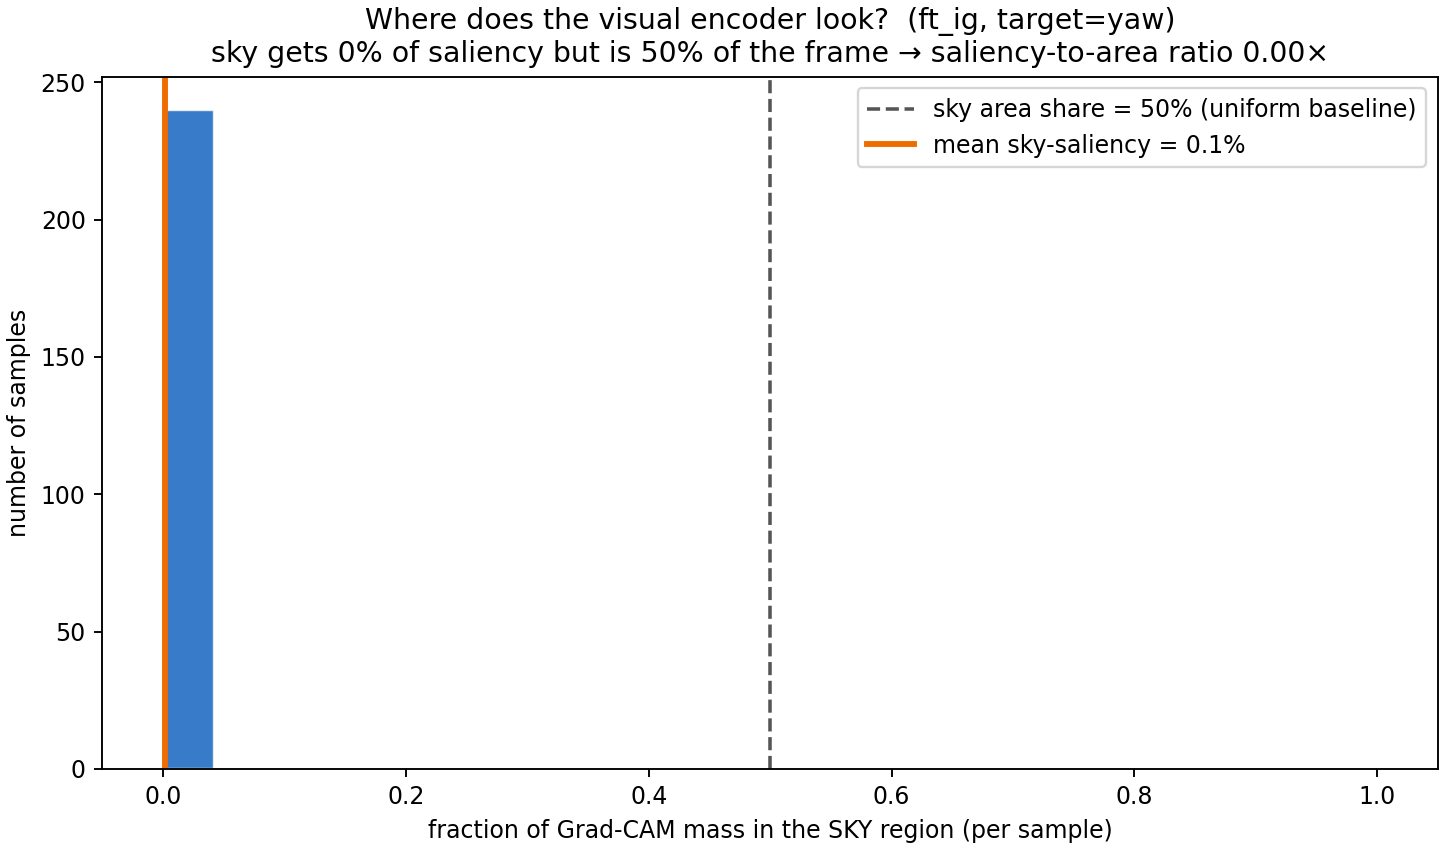 Where does the visual encoder look?  (ft_ig, target=yaw)
sky gets 0% of saliency but is 50% of the frame → saliency-to-area ratio 0.00×
sky area share = 50% (uniform baseline)
mean sky-saliency = 0.1%
number of samples
250
200
150
100
50
0
0.0
0.2
0.4
0.6
0.8
1.0
fraction of Grad-CAM mass in the SKY region (per sample)